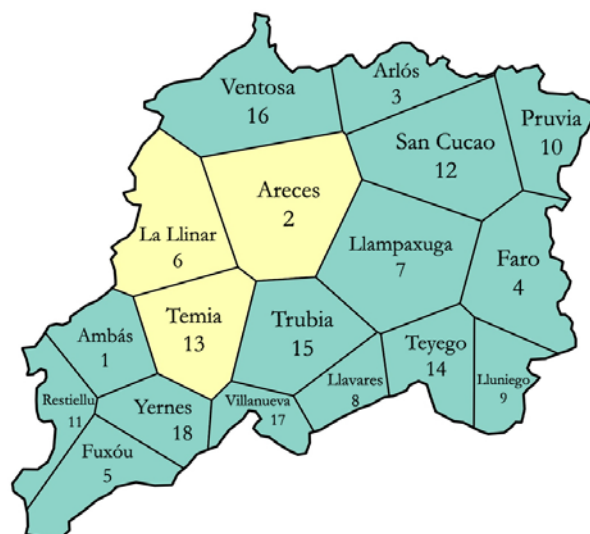 Ventosa
16
Arlós
3
Pruvia
10
San Cucao
12
Areces
2
La Llinar
6
Llampaxuga
7
Faro
4
Temia
13
Trubia
15
Ambás
1
Teyego
14
Lluniego
9
Llavares
8
Restiellu
11
Yernes
18
Villanueva
17
Fuxóu
5